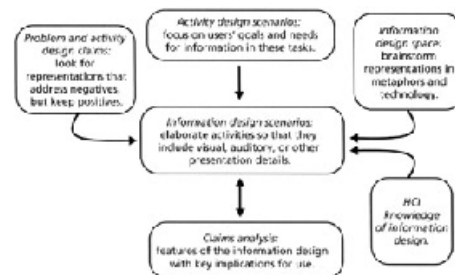 Activity design scenarios:
focus on users' goals and needs
for information in these tasks.
Problem and activity
design claims:
look for
representations that
address negatives,
but keep positives.
Information
design space:
brainstorm
representations in
metaphors and
technology.
Information design scenarios:
elaborate activities so that they
include visual, auditory, or other
presentation details.
HCI
knowledge
of information
design.
Claims analysis:
features of the information design
with key implications for use.